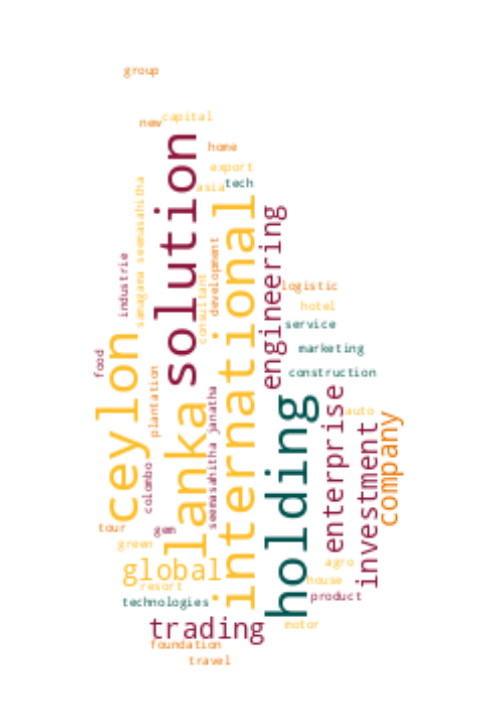 group
new
capital
home
export
asia
tech
solution
international
samagama seemasahitha
industrie
engineering
development
consultant
logistic
hotel
service
marketing
construction
food
ceylon
plantation
lanka
seemasahitha janatha
holding
enterprise
auto
company
investment
colombo
tour
green
global
resort
technologies
agro
house
product
trading
motor
foundation
travel